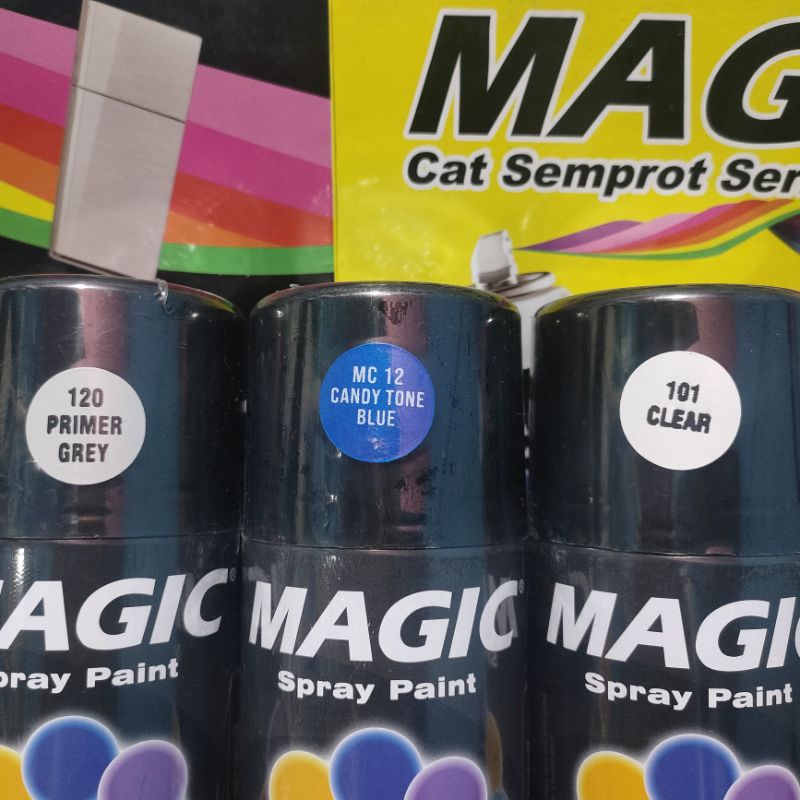 MAG
Cat Semprot Ser
120
PRIMER
GREY
MC 12
CANDY TONE
BLUE
101
CLEAR
AGIC®
pray Paint
MAGIC®
Spray Paint
MAGIC
Spray Paint